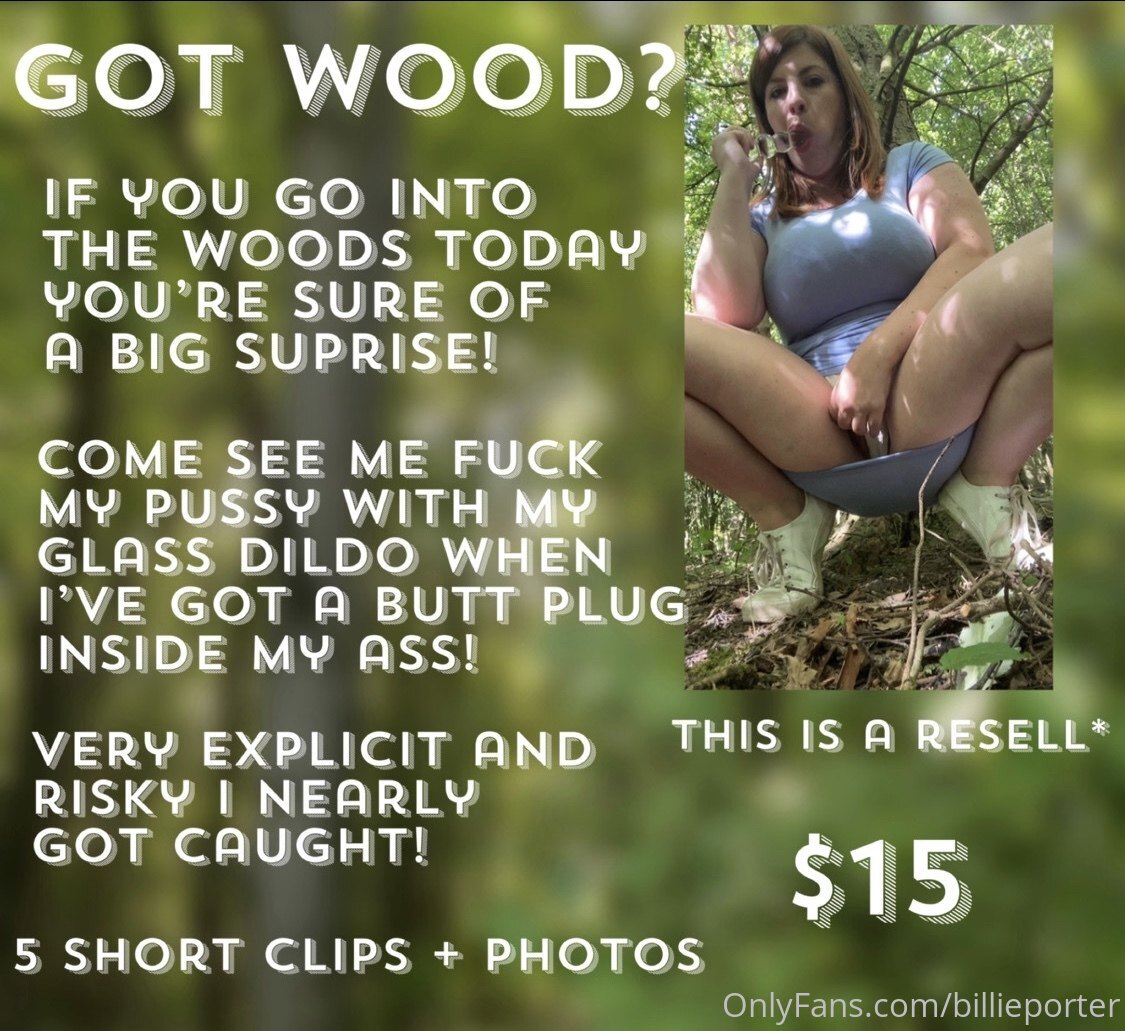 GOT WOOD?
IF YOU GO INTO
THE WOODS TODAY
YOU'RE SURE OF
A BIG SUPRISE!
COME SEE ME FUCK
MY PUSSY WITH MY
GLASS DILDO WHEN
I'VE GOT A BUTT PLUG
INSIDE MY ASS!
VERY EXPLICIT AND
RISKY I NEARLY
GOT CAUGHT!
5 SHORT CLIPS + PHOTOS
THIS IS A RESELL*
$15
OnlyFans.com/billieporter